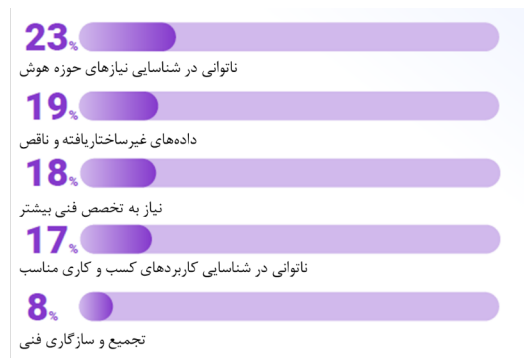 23%
ناتوانی در شناسایی نیازهای حوزه هوش
19%
داده‌های غیرساختاریافته و ناقص
18%
نیاز به تخصص فنی بیشتر
17%
ناتوانی در شناسایی کاربردهای کسب و کاری مناسب
8%
تجمیع و سازگاری فنی